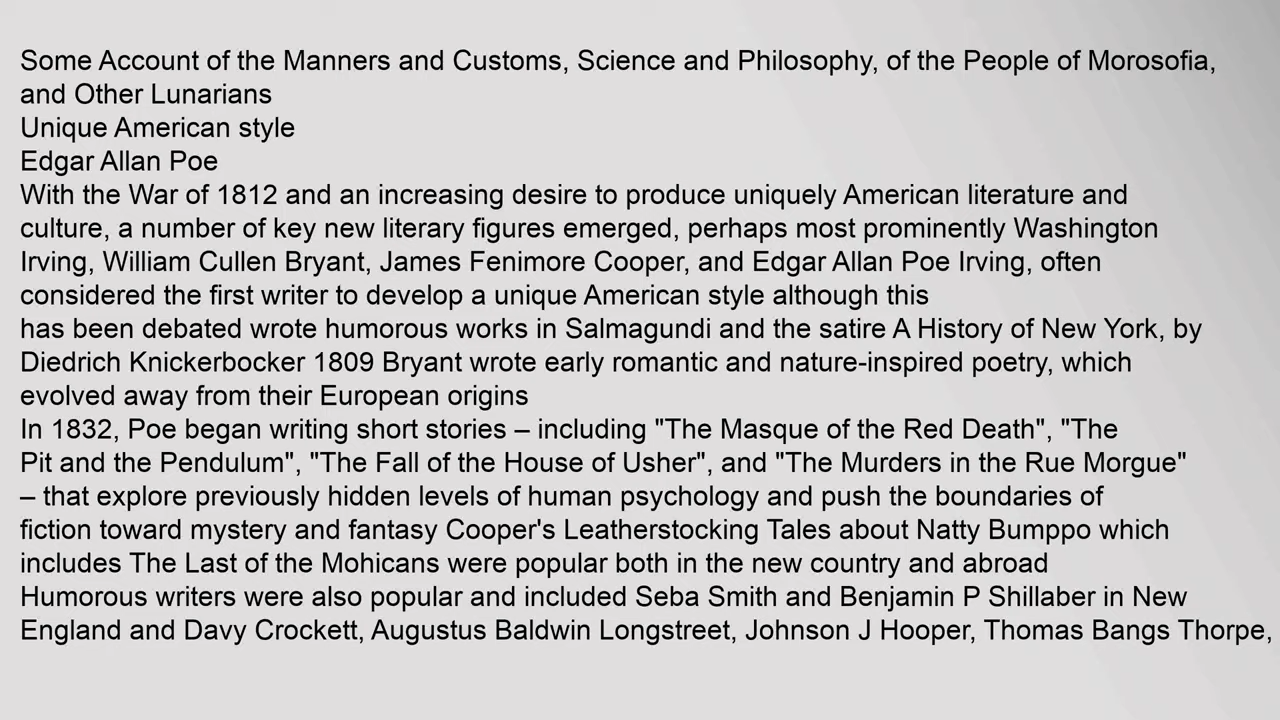 Some Account of the Manners and Customs, Science and Philosophy, of the People of Morosofia,
and Other Lunarians
Unique American style
Edgar Allan Poe
With the War of 1812 and an increasing desire to produce uniquely American literature and
culture, a number of key new literary figures emerged, perhaps most prominently Washington
Irving, William Cullen Bryant, James Fenimore Cooper, and Edgar Allan Poe Irving, often
considered the first writer to develop a unique American style although this
has been debated wrote humorous works in Salmagundi and the satire A History of New York, by
Diedrich Knickerbocker 1809 Bryant wrote early romantic and nature-inspired poetry, which
evolved away from their European origins
In 1832, Poe began writing short stories – including "The Masque of the Red Death", "The
Pit and the Pendulum", "The Fall of the House of Usher", and "The Murders in the Rue Morgue"
– that explore previously hidden levels of human psychology and push the boundaries of
fiction toward mystery and fantasy Cooper's Leatherstocking Tales about Natty Bumppo which
includes The Last of the Mohicans were popular both in the new country and abroad
Humorous writers were also popular and included Seba Smith and Benjamin P Shillaber in New
England and Davy Crockett, Augustus Baldwin Longstreet, Johnson J Hooper, Thomas Bangs Thorpe,